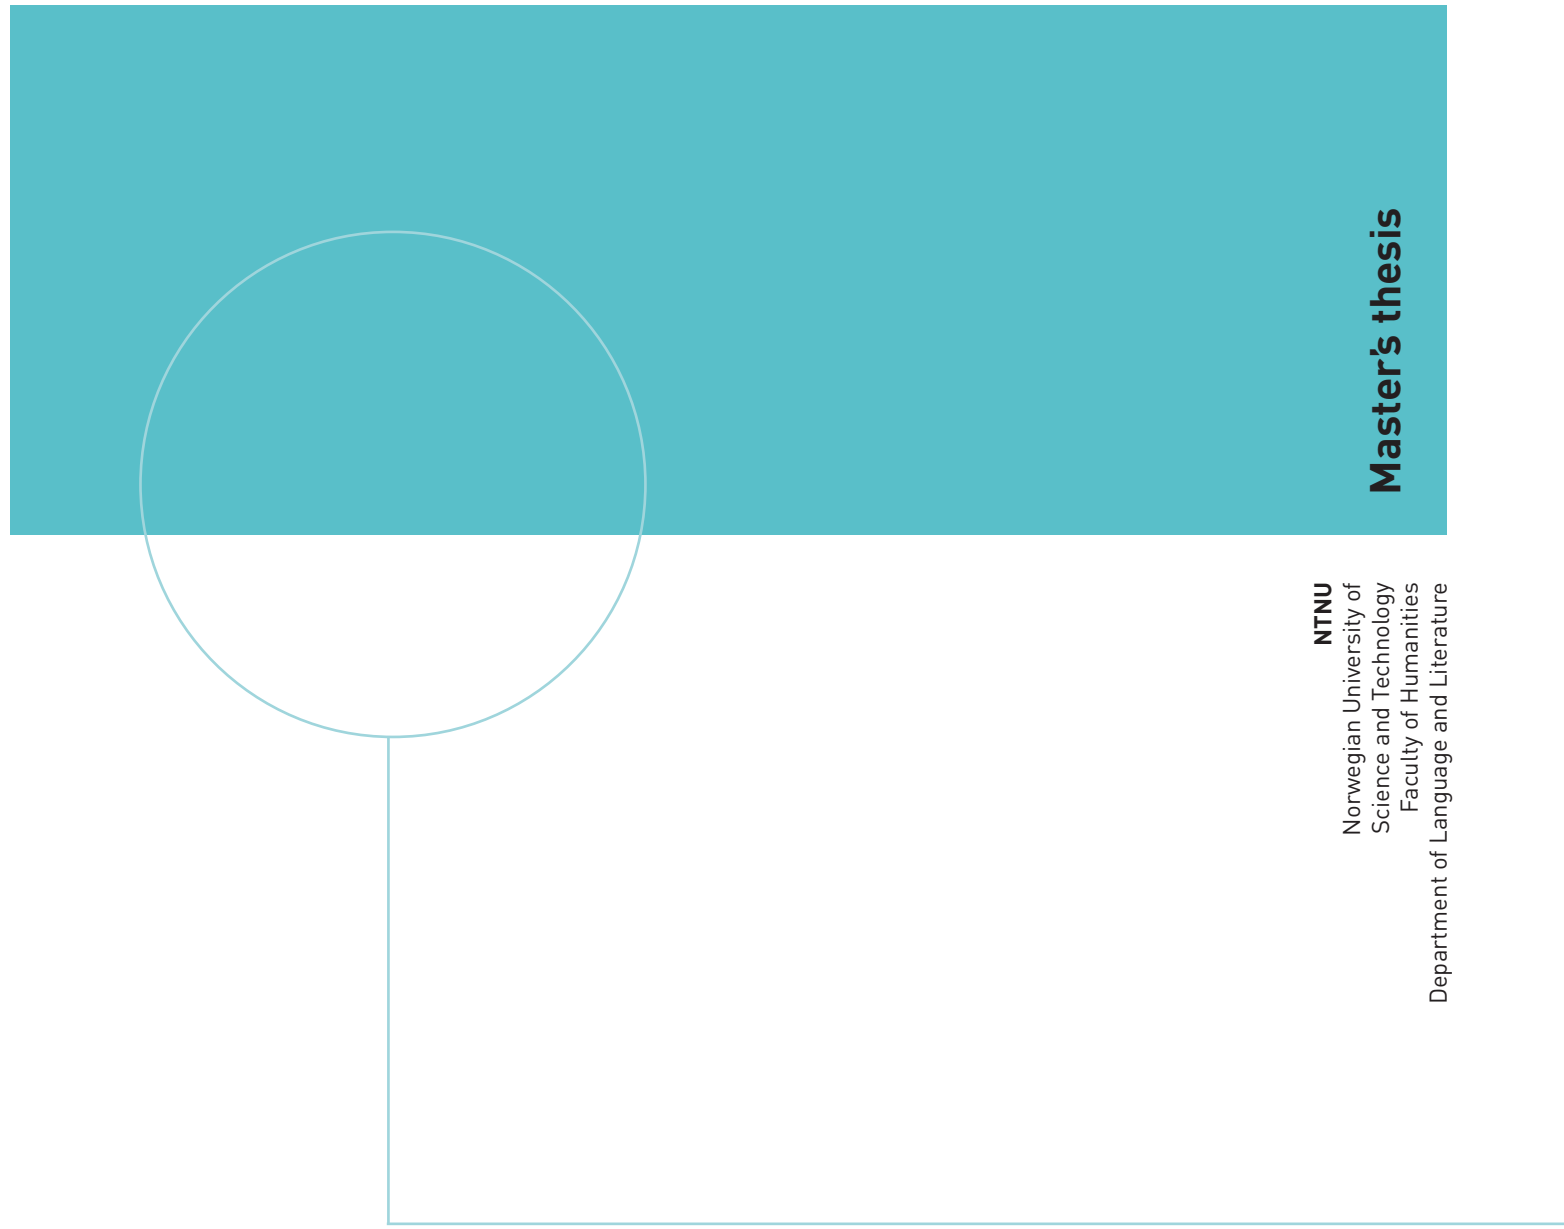 Master's thesis
NTNU
Norwegian University of
Science and Technology
Faculty of Humanities
Department of Language and Literature